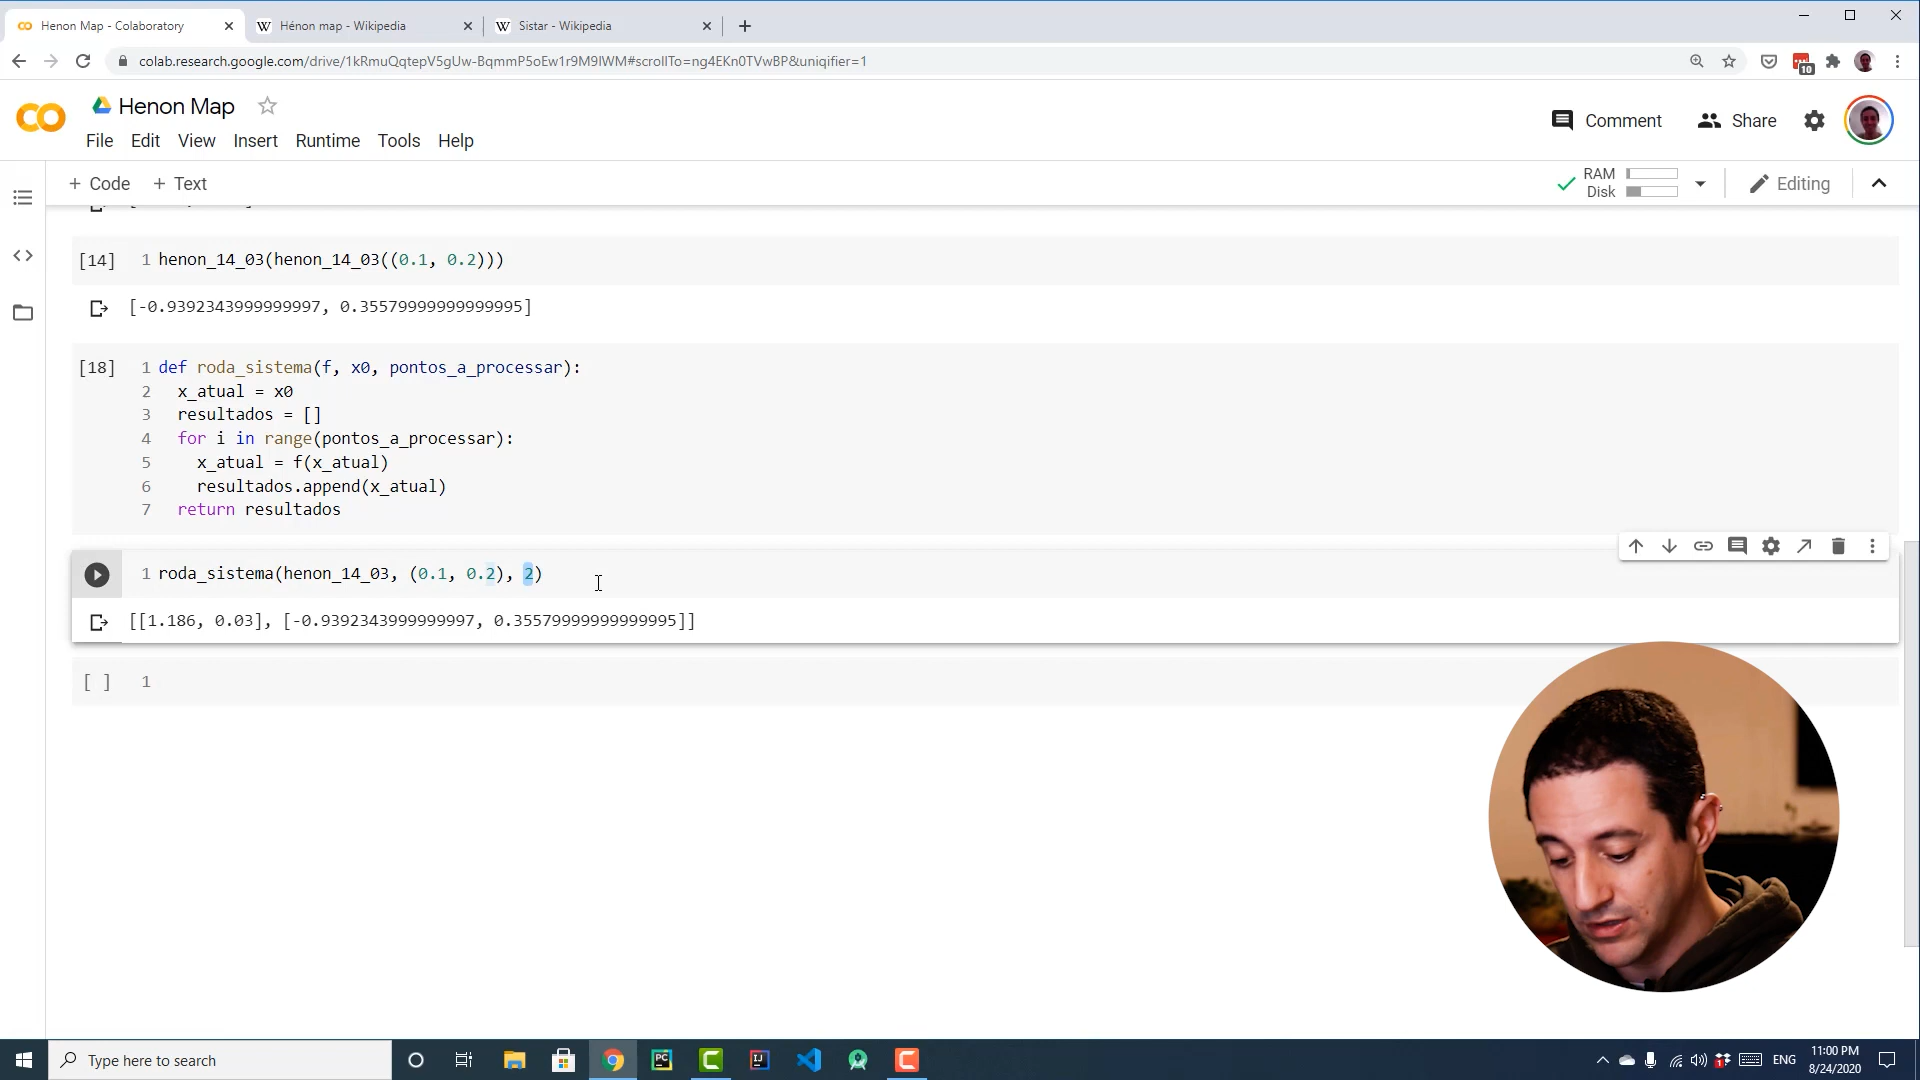 Henon Map - Colaboratory
Hénon map - Wikipedia
Sistar - Wikipedia
colab.research.google.com/drive/1kRmuQqtepV5gUw-BqmmP5oEw1r9M9IWM#scrollTo=ng4EKn0TVwBP&uniqifier=1
10
Henon Map
File Edit View Insert Runtime Tools Help
Comment
Share
+ Code + Text
RAM
Disk
Editing
[14] 1 henon_14_03(henon_14_03((0.1, 0.2)))
[-0.9392343999999997, 0.35579999999999995]
[18] 1 def roda_sistema(f, x0, pontos_a_processar):
2 x_atual = x0
3 resultados = []
4 for i in range(pontos_a_processar):
5 x_atual = f(x_atual)
6 resultados.append(x_atual)
7 return resultados
1 roda_sistema(henon_14_03, (0.1, 0.2), 2)
[[1.186, 0.03], [-0.9392343999999997, 0.35579999999999995]]
[ ] 1
Type here to search
PC
IJ
1
ENG
11:00 PM
8/24/2020